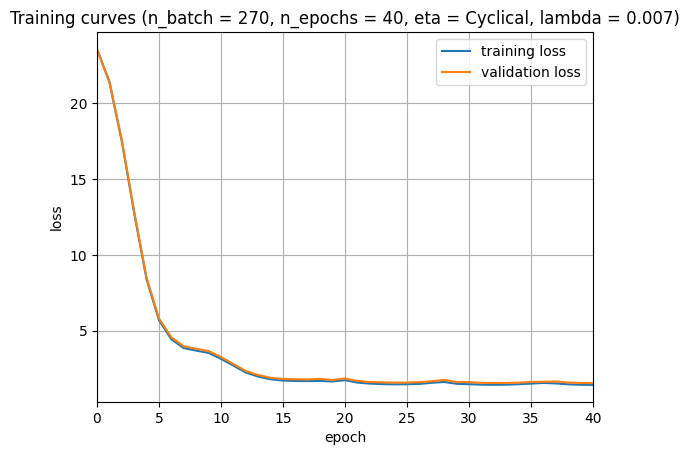 Training curves (n_batch = 270, n_epochs = 40, eta = Cyclical, lambda = 0.007)
training loss
validation loss
20
15
10
5
loss
0 5 10 15 20 25 30 35 40
epoch